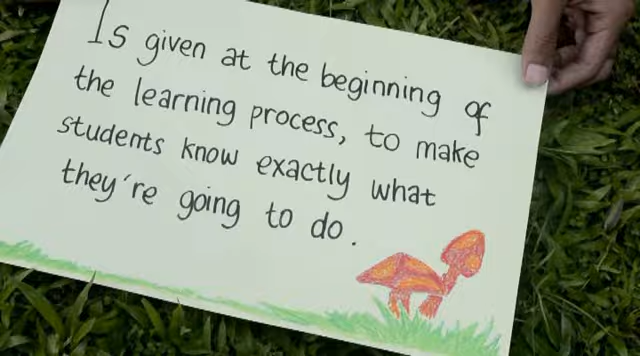 Is given at the beginning of
the learning process, to make
students know exactly what
they're going to do.